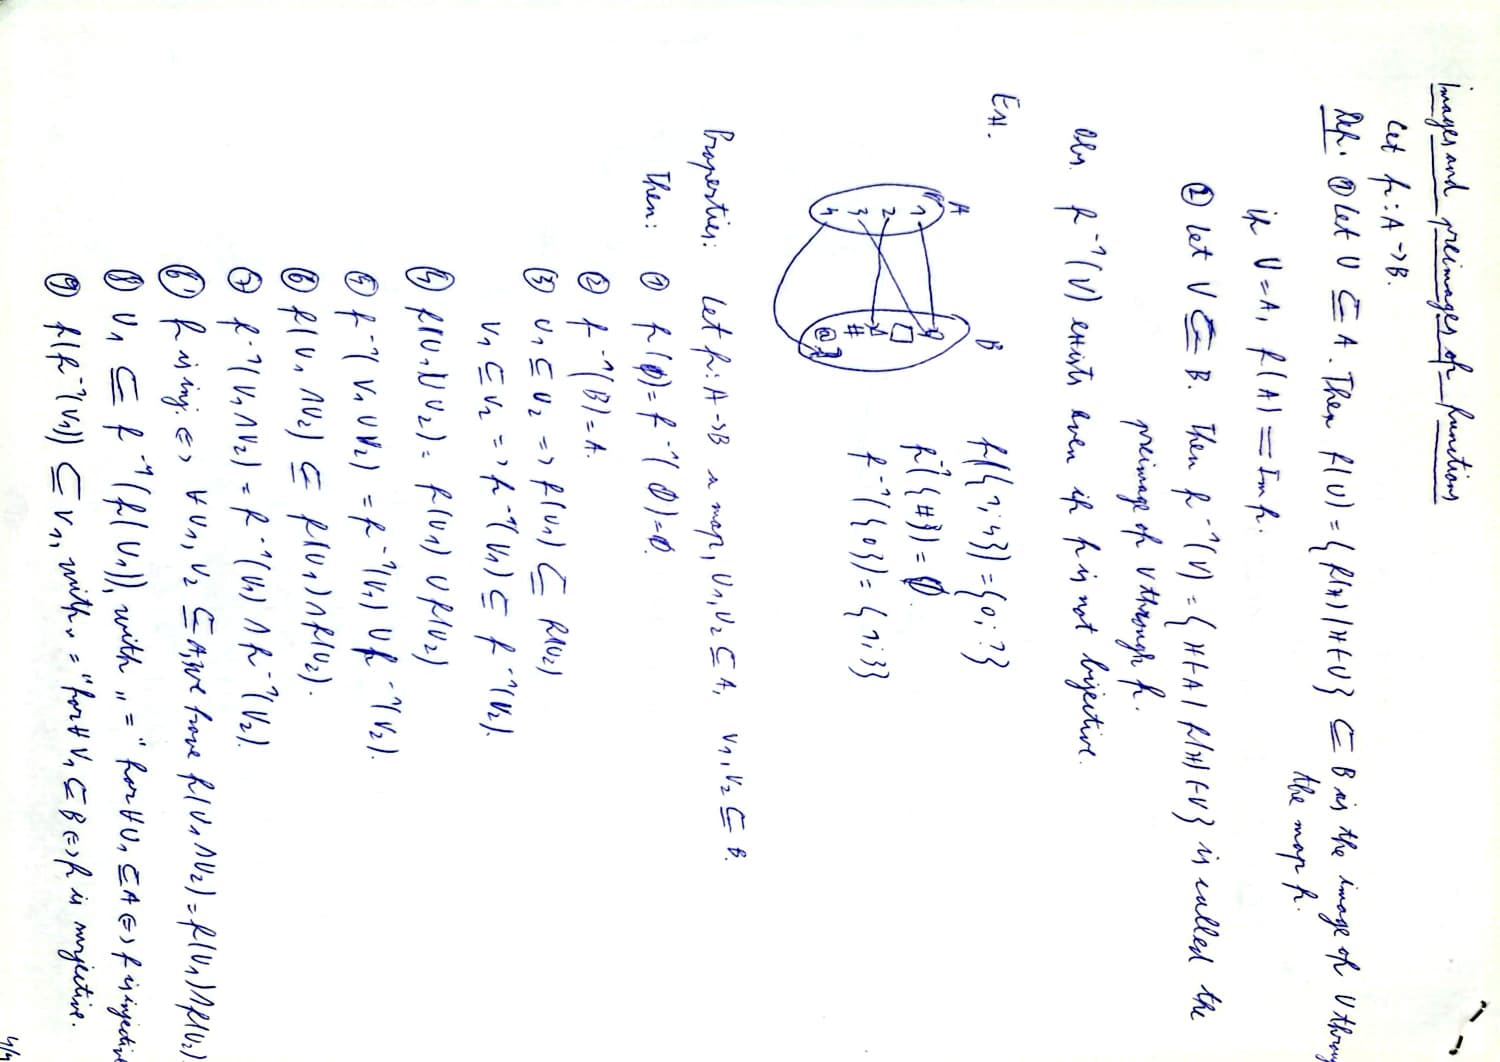 Images and preimages of functions
Let f: A → B.
Def. ① Let U ⊆ A. Then f(U) = {f(x) | x ∈ U} ⊆ B is the image of U through
the map f.
if U = A, f(A) = Im f.
② Let V ⊆ B. Then f⁻¹(V) = {x ∈ A | f(x) ∈ V} is called the
preimage of V through f.
Obs. f⁻¹(V) exists even if f is not bijective.
Ex.
A
B
1
2
3
4
□
#
@
f({1; 4}) = {0; ?}
f⁻¹({#}) = ∅.
f⁻¹({0}) = {1; }
Properties: Let f: A → B a map, U₁, U₂ ⊆ A, V₁, V₂ ⊆ B.
Then: ① f(∅) = f⁻¹(∅) = ∅.
② f⁻¹(B) = A.
③ U₁ ⊆ U₂ => f(U₁) ⊆ f(U₂)
V₁ ⊆ V₂ => f⁻¹(V₁) ⊆ f⁻¹(V₂).
④ f(U₁ ∪ U₂) = f(U₁) ∪ f(U₂)
⑤ f⁻¹(V₁ ∪ V₂) = f⁻¹(V₁) ∪ f⁻¹(V₂).
⑥ f(U₁ ∩ U₂) ⊆ f(U₁) ∩ f(U₂).
⑦ f⁻¹(V₁ ∩ V₂) = f⁻¹(V₁) ∩ f⁻¹(V₂).
⑥' f is inj. <=> ∀ U₁, U₂ ⊆ A, we have f(U₁ ∩ U₂) = f(U₁) ∩ f(U₂)
⑧ U₁ ⊆ f⁻¹(f(U₁)), with „=" for ∀ U₁ ⊆ A <=> f is injective
⑨ f(f⁻¹(V₁)) ⊆ V₁, with „=" for ∀ V₁ ⊆ B <=> f is surjective.
4/4